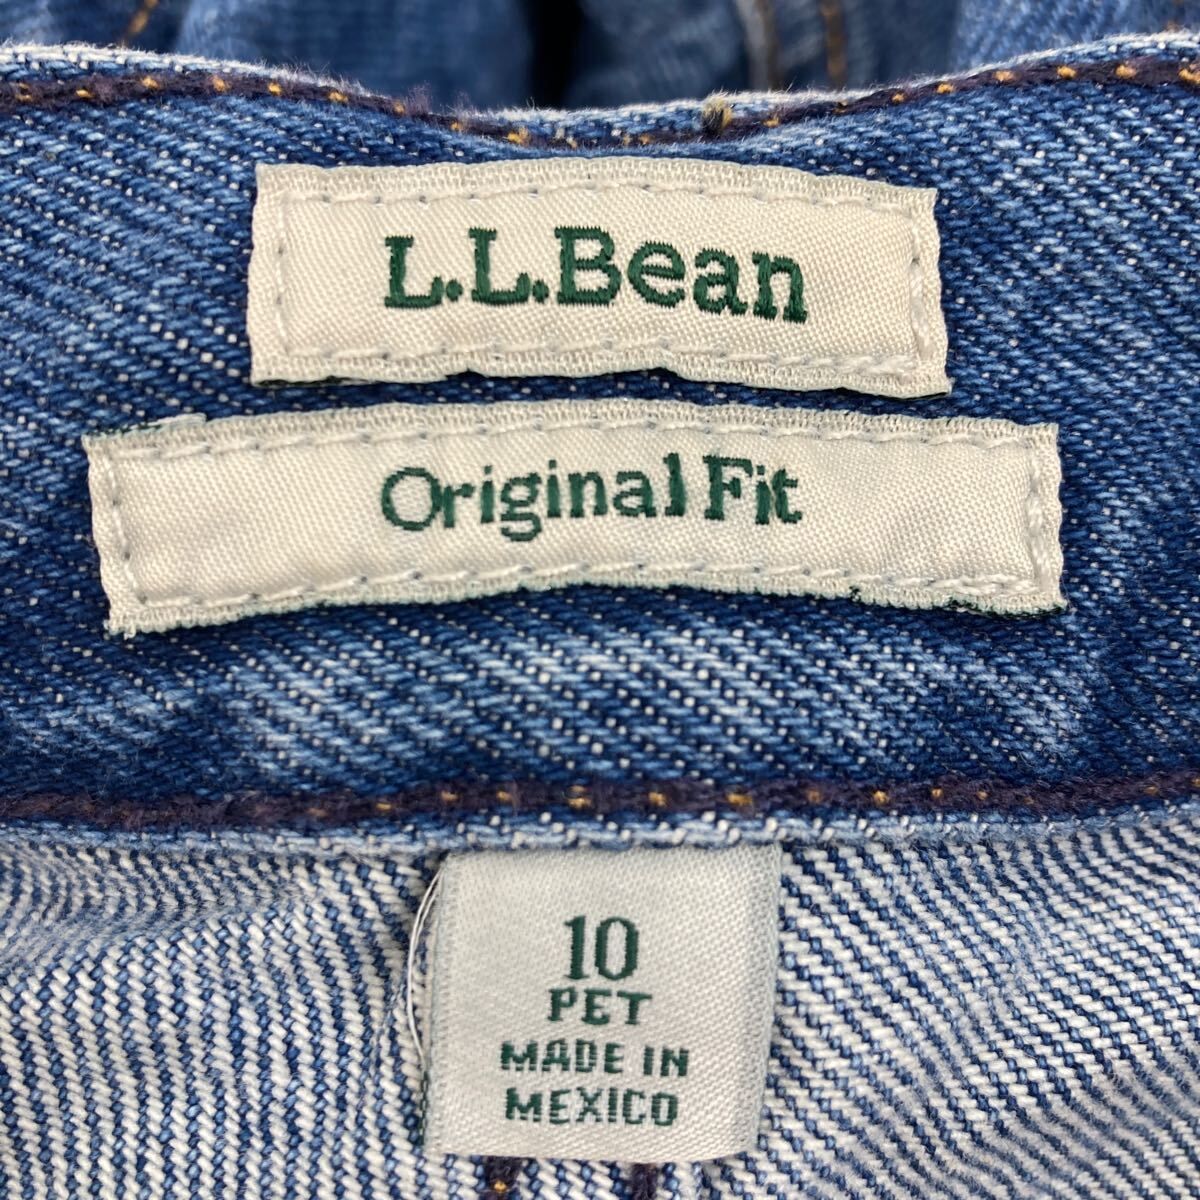 L.L.Bean
Original Fit
10
PET
MADE IN
MEXICO